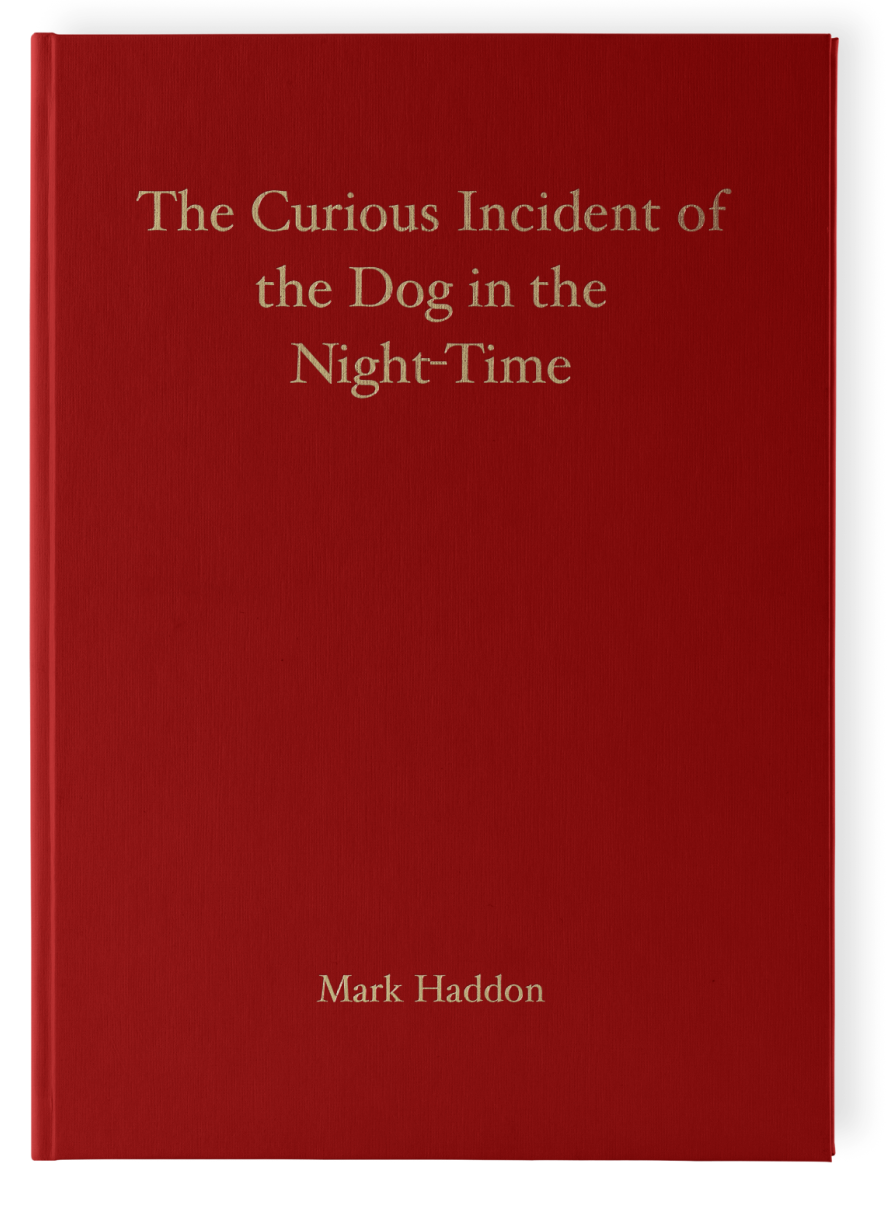 The Curious Incident of
the Dog in the
Night-Time
Mark Haddon